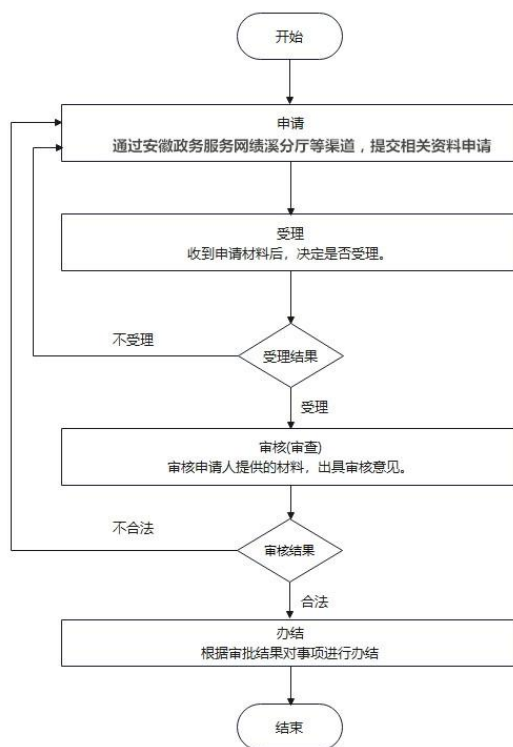 开始
申请
通过安徽政务服务网绩溪分厅等渠道，提交相关资料申请
受理
收到申请材料后，决定是否受理。
不受理
受理结果
受理
审核(审查)
审核申请人提供的材料，出具审核意见。
不合法
审核结果
合法
办结
根据审批结果对事项进行办结
结束